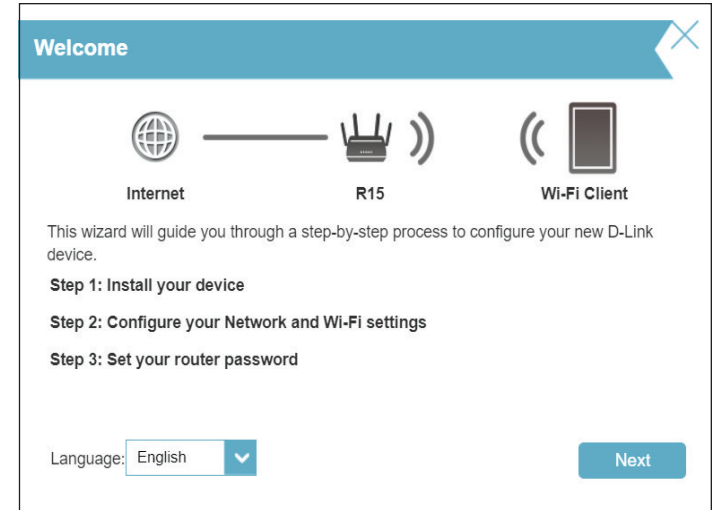 Welcome
Internet
R15
Wi-Fi Client
This wizard will guide you through a step-by-step process to configure your new D-Link
device.
Step 1: Install your device
Step 2: Configure your Network and Wi-Fi settings
Step 3: Set your router password
Language: English
Next